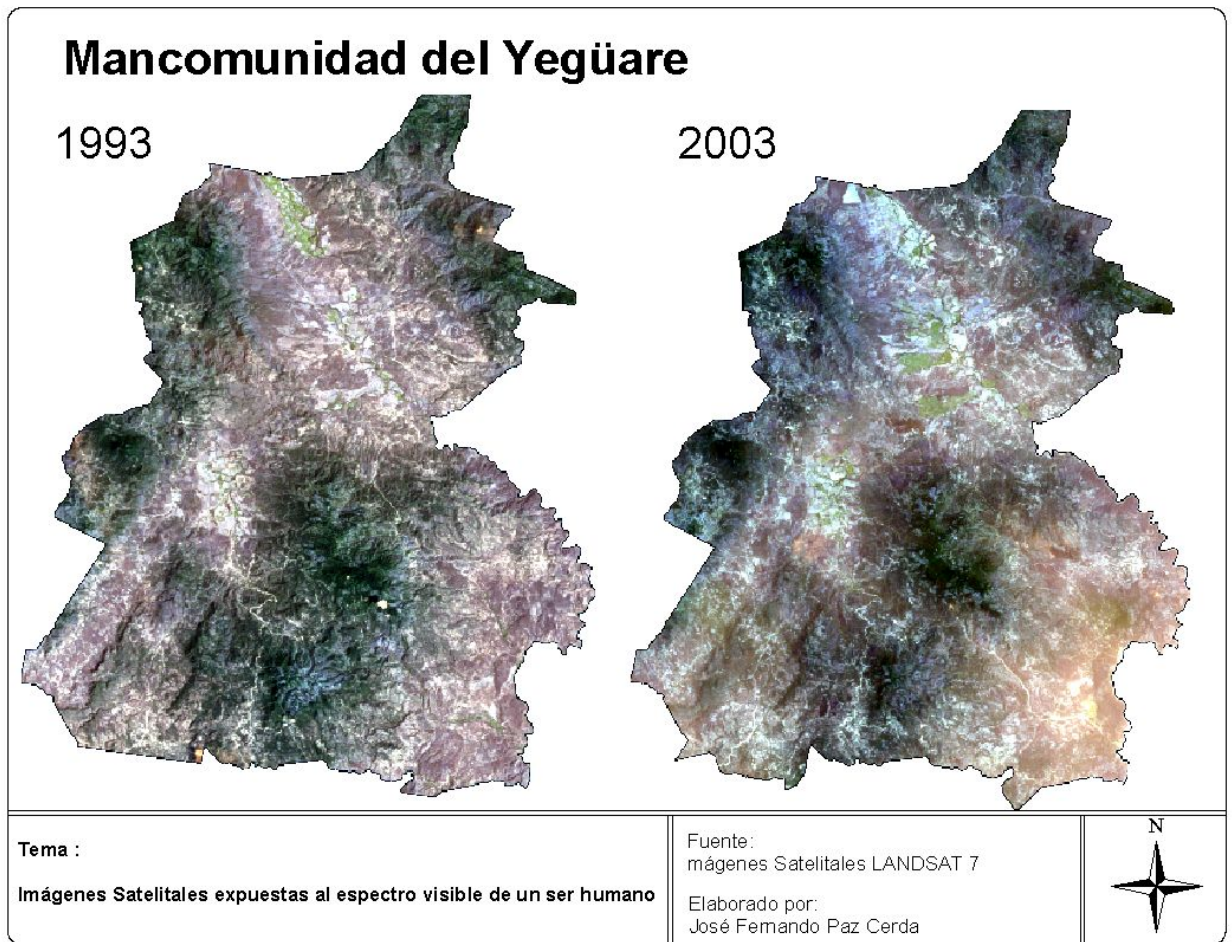 Mancomunidad del Yegüare
1993
2003
Tema :
Imágenes Satelitales expuestas al espectro visible de un ser humano
Fuente:
mágenes Satelitales LANDSAT 7
Elaborado por:
José Fernando Paz Cerda
N